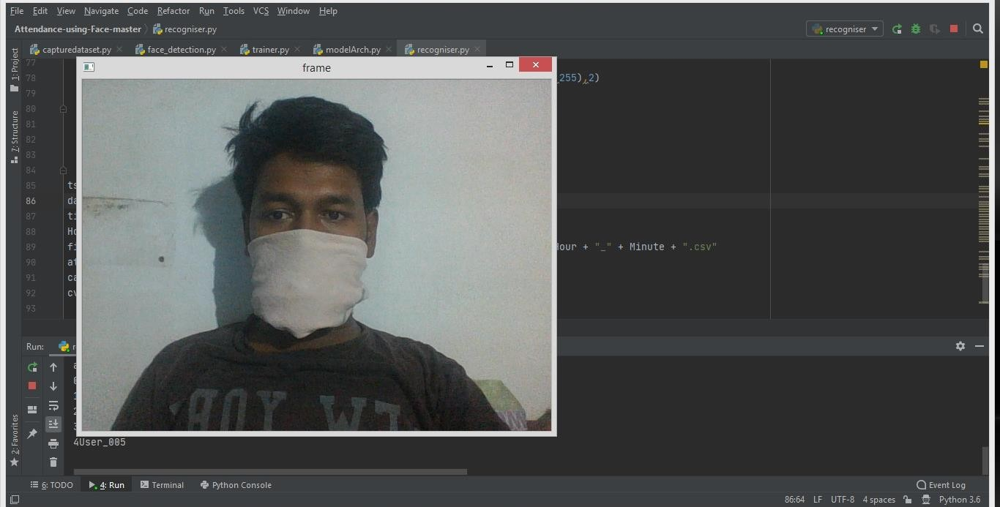 File Edit View Navigate Code Refactor Run Tools VCS Window Help
Attendance-using-Face-master recogniser.py recogniser
capturedataset.py face_detection.py trainer.py modelArch.py recogniser.py
frame
1: Project
7: Structure
2: Favorites
77
78 255),2)
79
80
81
82
83
84
85 ts
86 da
87 ti
88 Ho
89 fi Hour + "_" + Minute + ".csv"
90 at
91 ca
92 cv
93
Run:
4User_005
6: TODO 4: Run Terminal Python Console Event Log
86:64 LF UTF-8 4 spaces Python 3.6